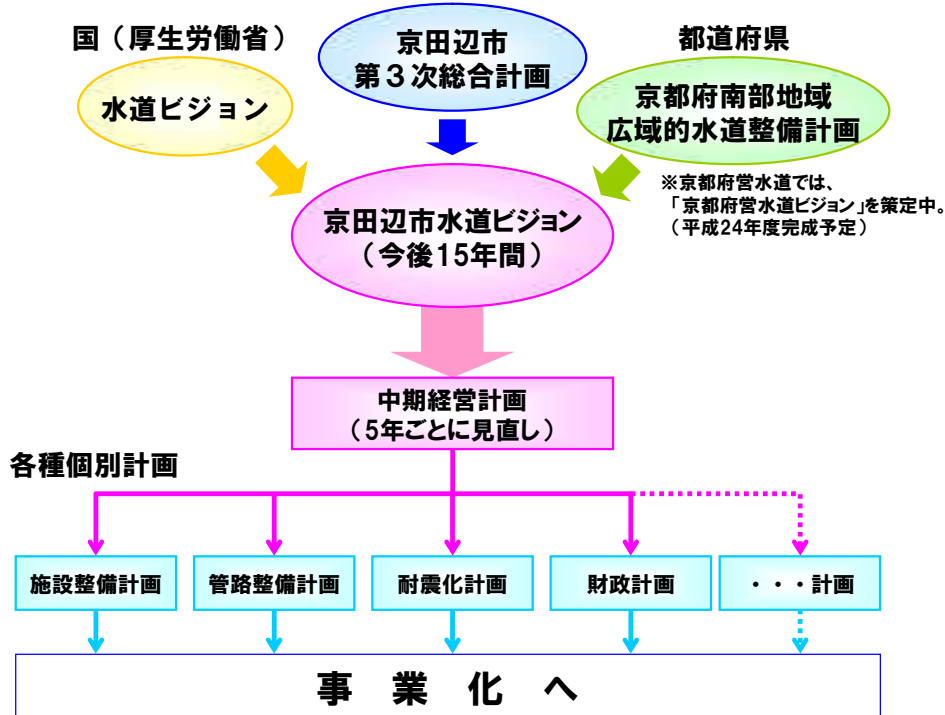 国（厚生労働省）
水道ビジョン
京田辺市
第３次総合計画
都道府県
京都府南部地域
広域的水道整備計画
※京都府営水道では、
「京都府営水道ビジョン」を策定中。
（平成24年度完成予定）
京田辺市水道ビジョン
（今後15年間）
中期経営計画
（5年ごとに見直し）
各種個別計画
施設整備計画
管路整備計画
耐震化計画
財政計画
・・・計画
事業化へ